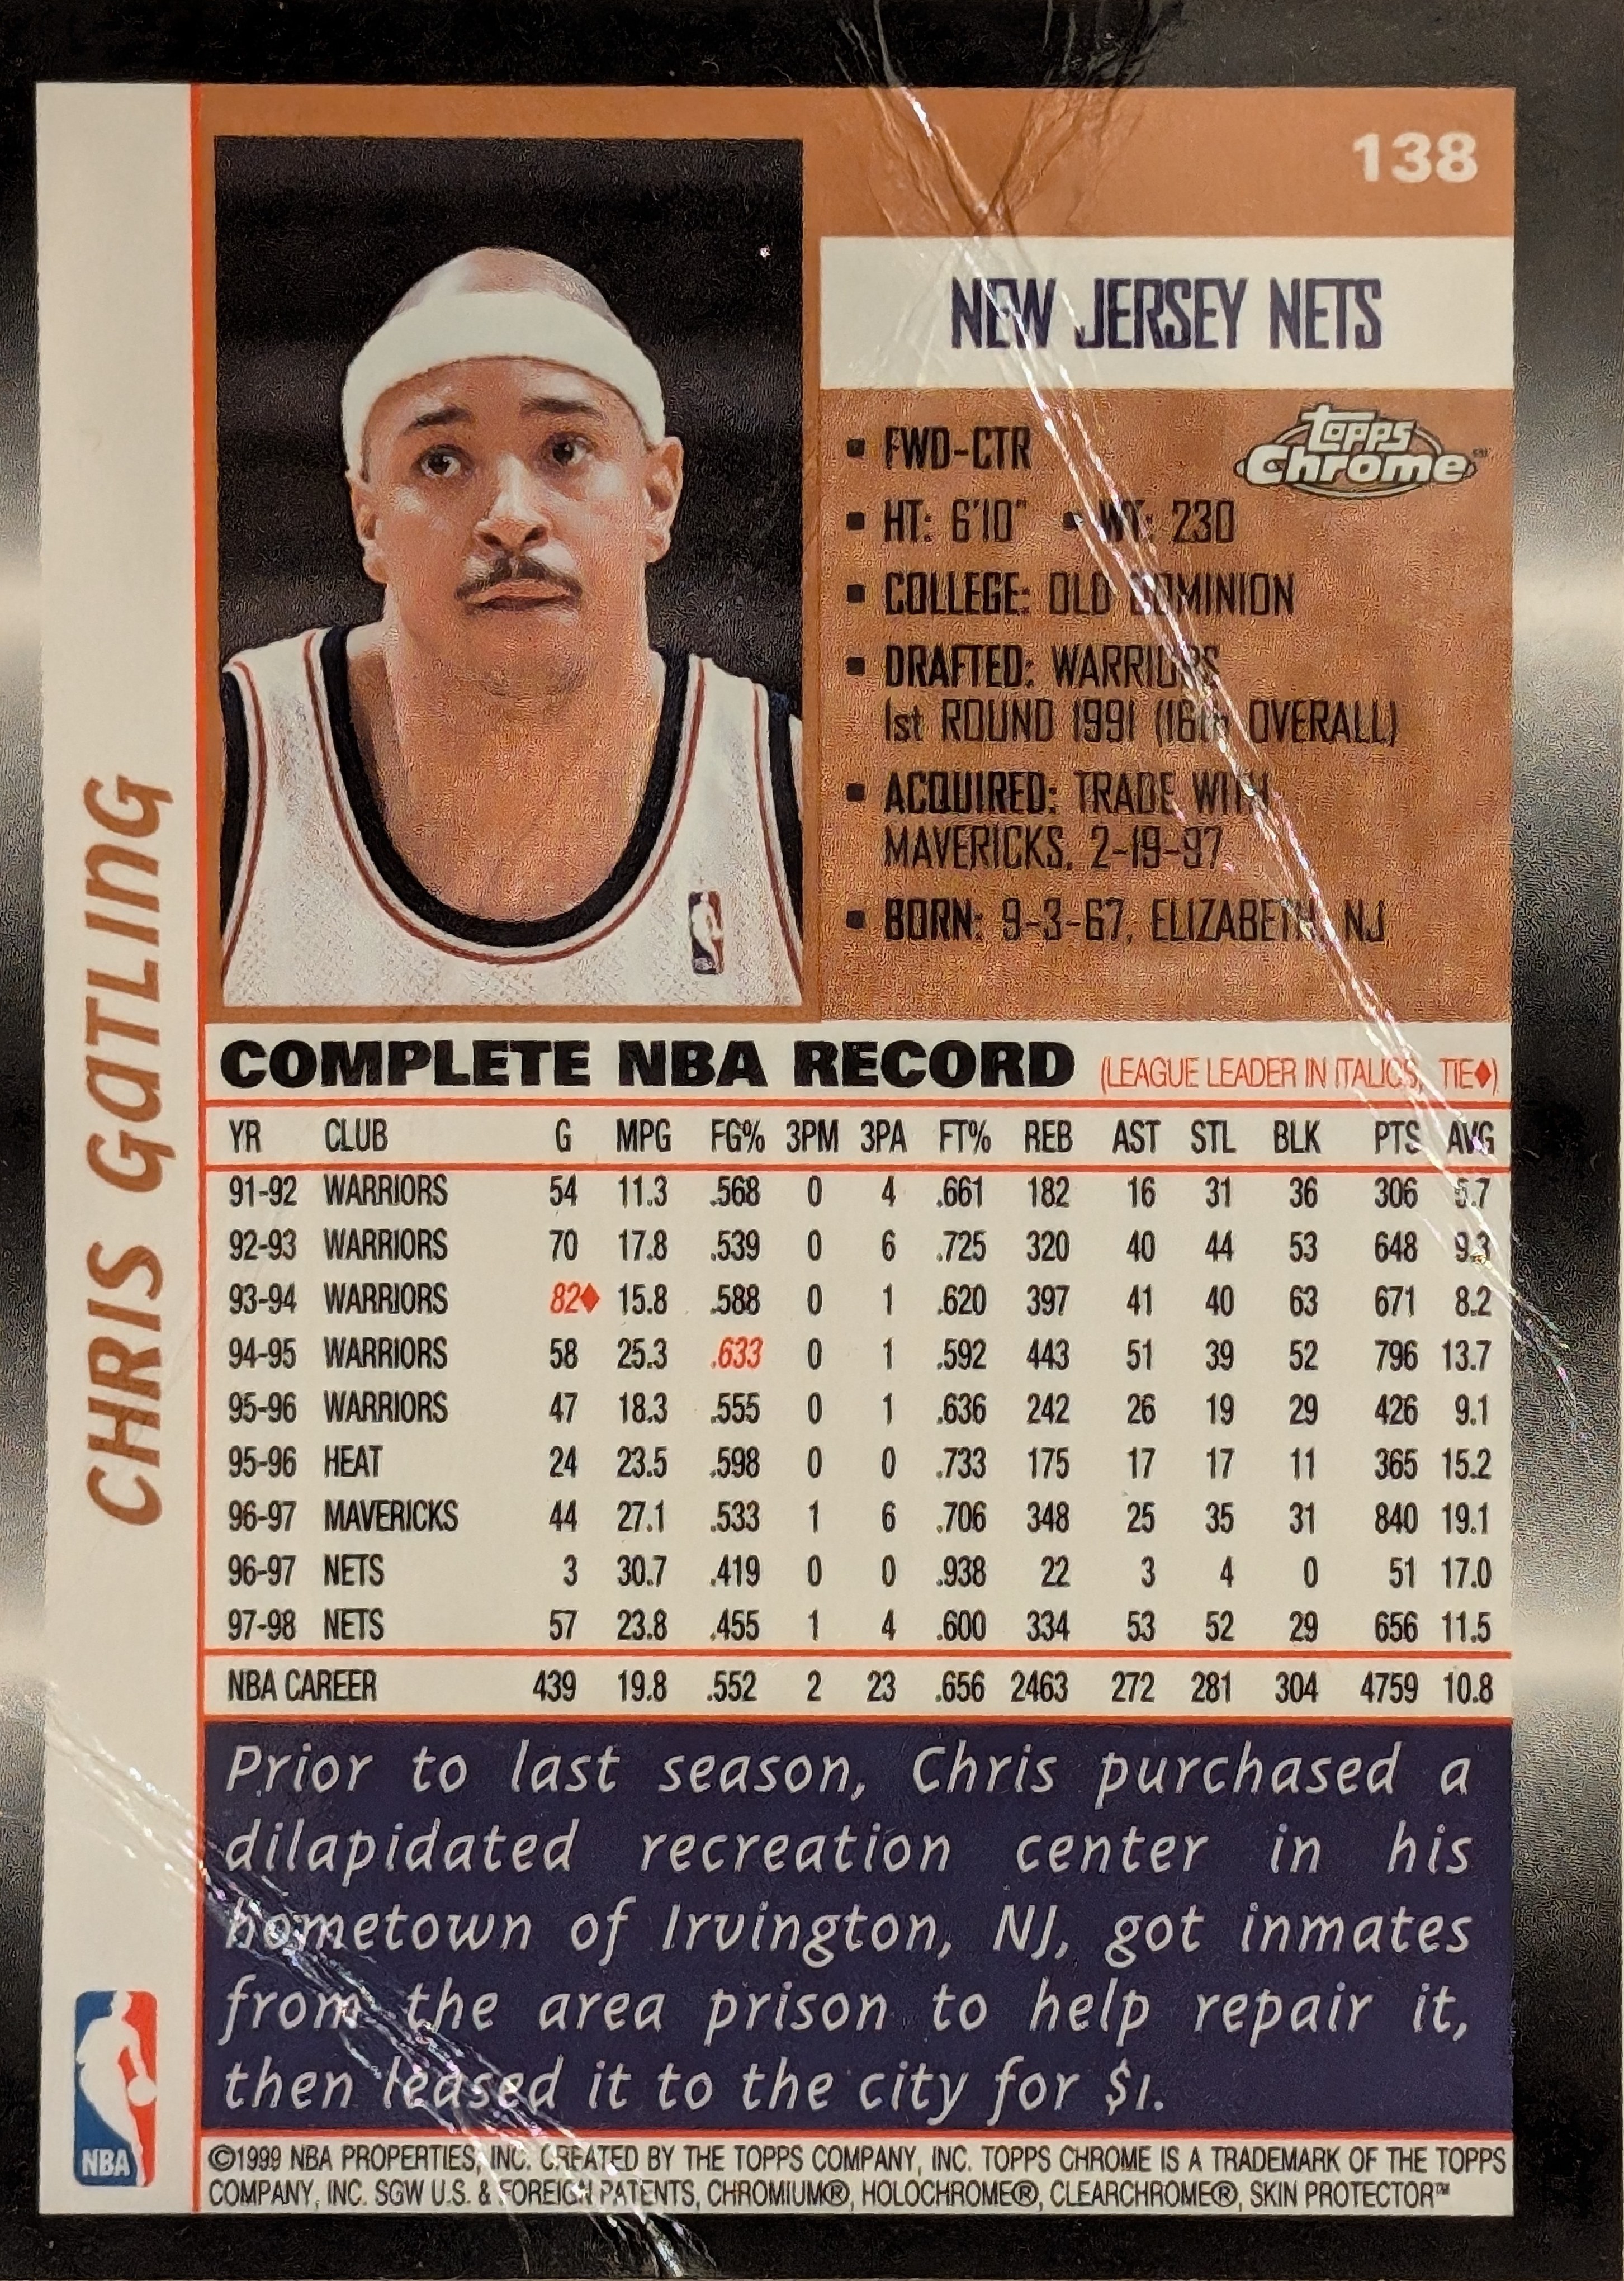 138
NEW JERSEY NETS
topps
Chrome
▪ FWD-CTR
▪ HT: 6'10" ▪ WT: 230
▪ COLLEGE: OLD DOMINION
▪ DRAFTED: WARRIORS
1st ROUND 1991 (16th OVERALL)
▪ ACQUIRED: TRADE WITH
MAVERICKS, 2-19-97
▪ BORN: 9-3-67, ELIZABETH, NJ
CHRIS GATLING
COMPLETE NBA RECORD (LEAGUE LEADER IN ITALICS, TIE♦)
YR CLUB G MPG FG% 3PM 3PA FT% REB AST STL BLK PTS AVG
91-92 WARRIORS 54 11.3 .568 0 4 .661 182 16 31 36 306 5.7
92-93 WARRIORS 70 17.8 .539 0 6 .725 320 40 44 53 648 9.3
93-94 WARRIORS 82♦ 15.8 .588 0 1 .620 397 41 40 63 671 8.2
94-95 WARRIORS 58 25.3 .633 0 1 .592 443 51 39 52 796 13.7
95-96 WARRIORS 47 18.3 .555 0 1 .636 242 26 19 29 426 9.1
95-96 HEAT 24 23.5 .598 0 0 .733 175 17 17 11 365 15.2
96-97 MAVERICKS 44 27.1 .533 1 6 .706 348 25 35 31 840 19.1
96-97 NETS 3 30.7 .419 0 0 .938 22 3 4 0 51 17.0
97-98 NETS 57 23.8 .455 1 4 .600 334 53 52 29 656 11.5
NBA CAREER 439 19.8 .552 2 23 .656 2463 272 281 304 4759 10.8
Prior to last season, Chris purchased a
dilapidated recreation center in his
hometown of Irvington, NJ, got inmates
from the area prison to help repair it,
then leased it to the city for $1.
NBA
©1999 NBA PROPERTIES, INC. CREATED BY THE TOPPS COMPANY, INC. TOPPS CHROME IS A TRADEMARK OF THE TOPPS
COMPANY, INC. SGW U.S. & FOREIGN PATENTS, CHROMIUM®, HOLOCHROME®, CLEARCHROME®, SKIN PROTECTOR™